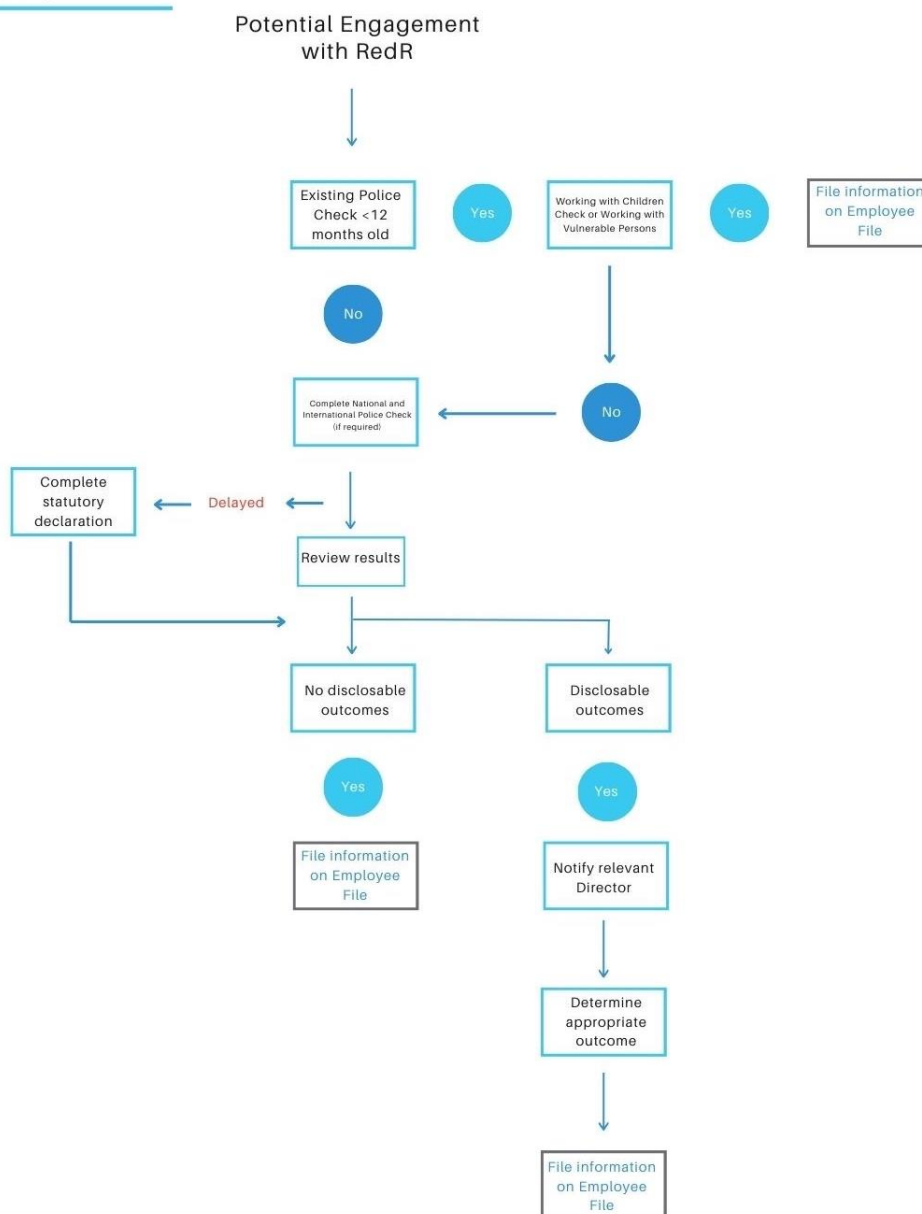 Potential Engagement
with RedR
Existing Police
Check <12
months old
Yes
Working with Children
Check or Working with
Vulnerable Persons
Yes
File information
on Employee
File
No
Complete National and
International Police Check
(if required)
No
Complete
statutory
declaration
Delayed
Review results
No disclosable
outcomes
Disclosable
outcomes
Yes
Yes
File information
on Employee
File
Notify relevant
Director
Determine
appropriate
outcome
File information
on Employee
File